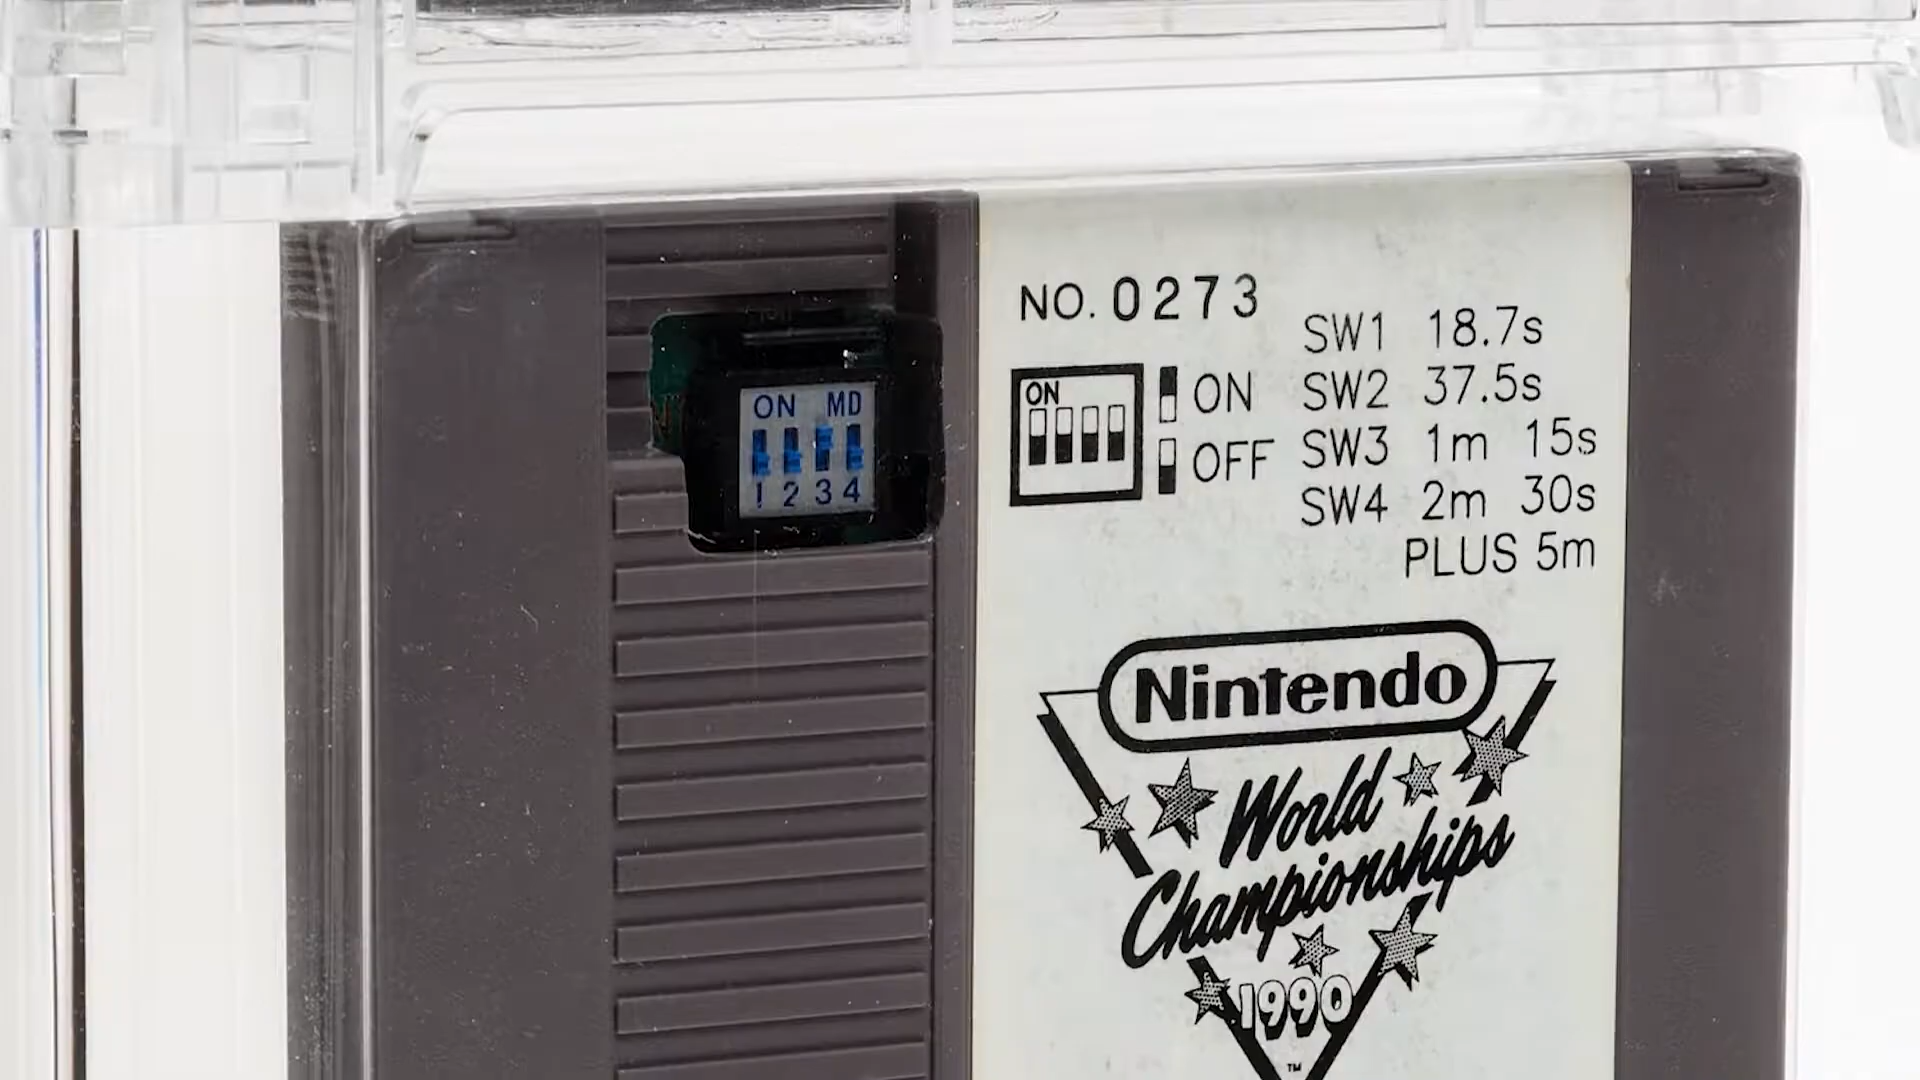 ON MD
1 2 3 4
NO. 0273
ON
ON
OFF
SW1 18.7s
SW2 37.5s
SW3 1m 15s
SW4 2m 30s
PLUS 5m
Nintendo
World
Championships
1990
TM